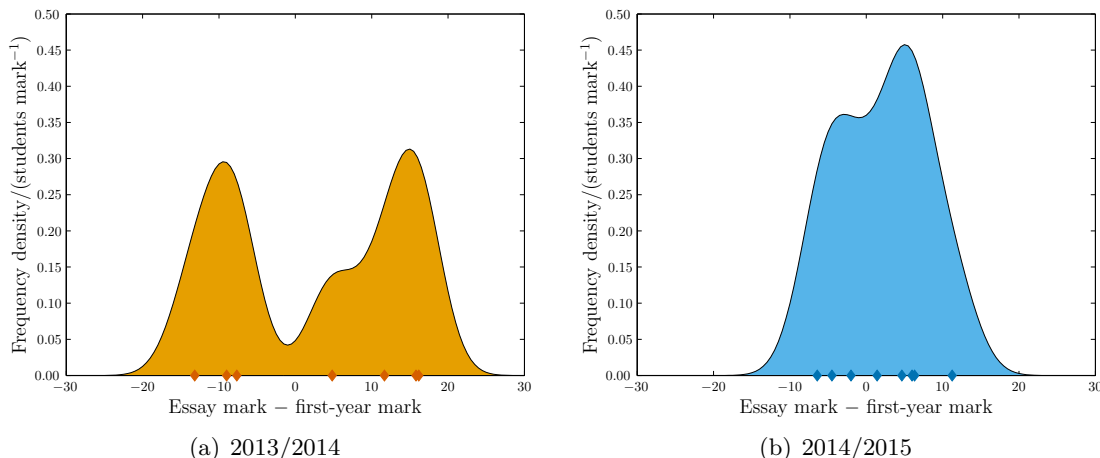 0.50
0.45
0.40
0.35
0.30
0.25
0.20
0.15
0.10
0.05
0.00
Frequency density/(students mark⁻¹)
−30 −20 −10 0 10 20 30
Essay mark − first-year mark
(a) 2013/2014
0.50
0.45
0.40
0.35
0.30
0.25
0.20
0.15
0.10
0.05
0.00
Frequency density/(students mark⁻¹)
−30 −20 −10 0 10 20 30
Essay mark − first-year mark
(b) 2014/2015